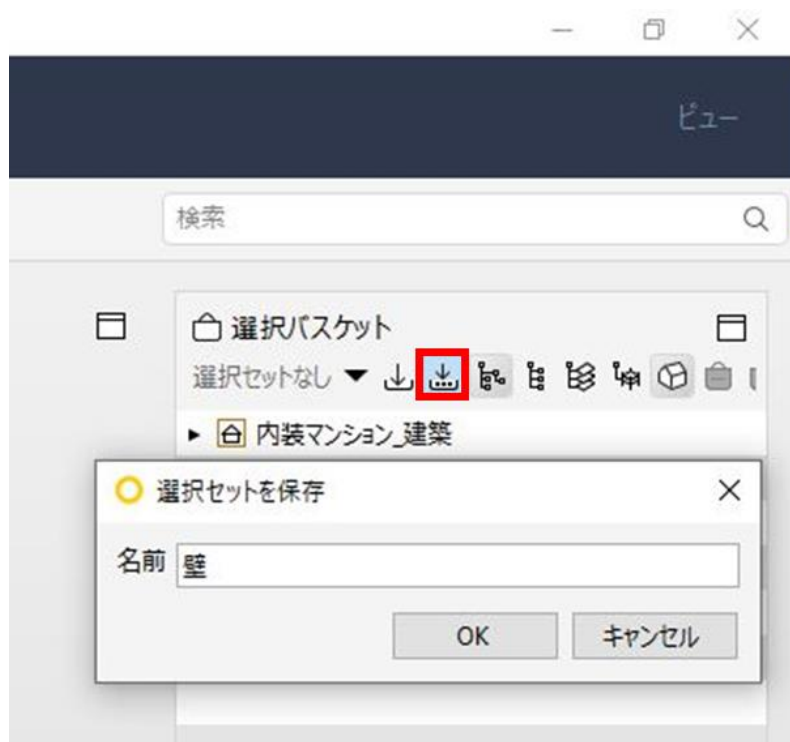 ビュー
検索
選択バスケット
選択セットなし
内装マンション_建築
選択セットを保存
名前 壁
OK キャンセル